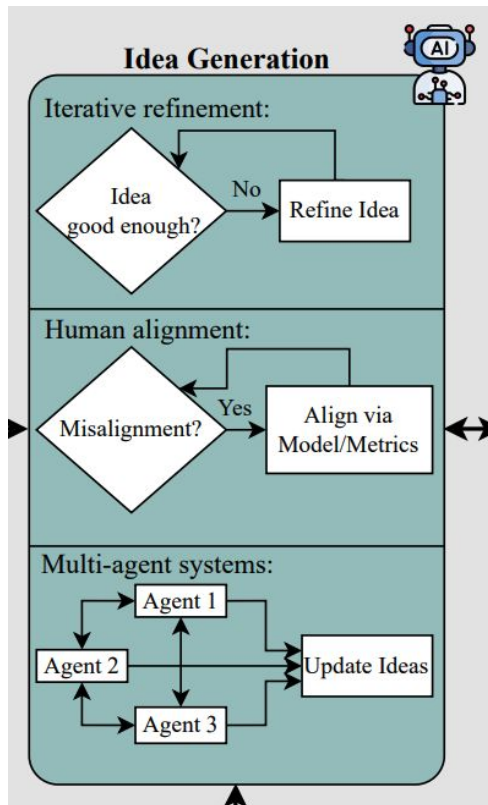 AI
Idea Generation
Iterative refinement:
Idea
good enough?
No
Refine Idea
Human alignment:
Misalignment?
Yes
Align via
Model/Metrics
Multi-agent systems:
Agent 1
Agent 2
Update Ideas
Agent 3